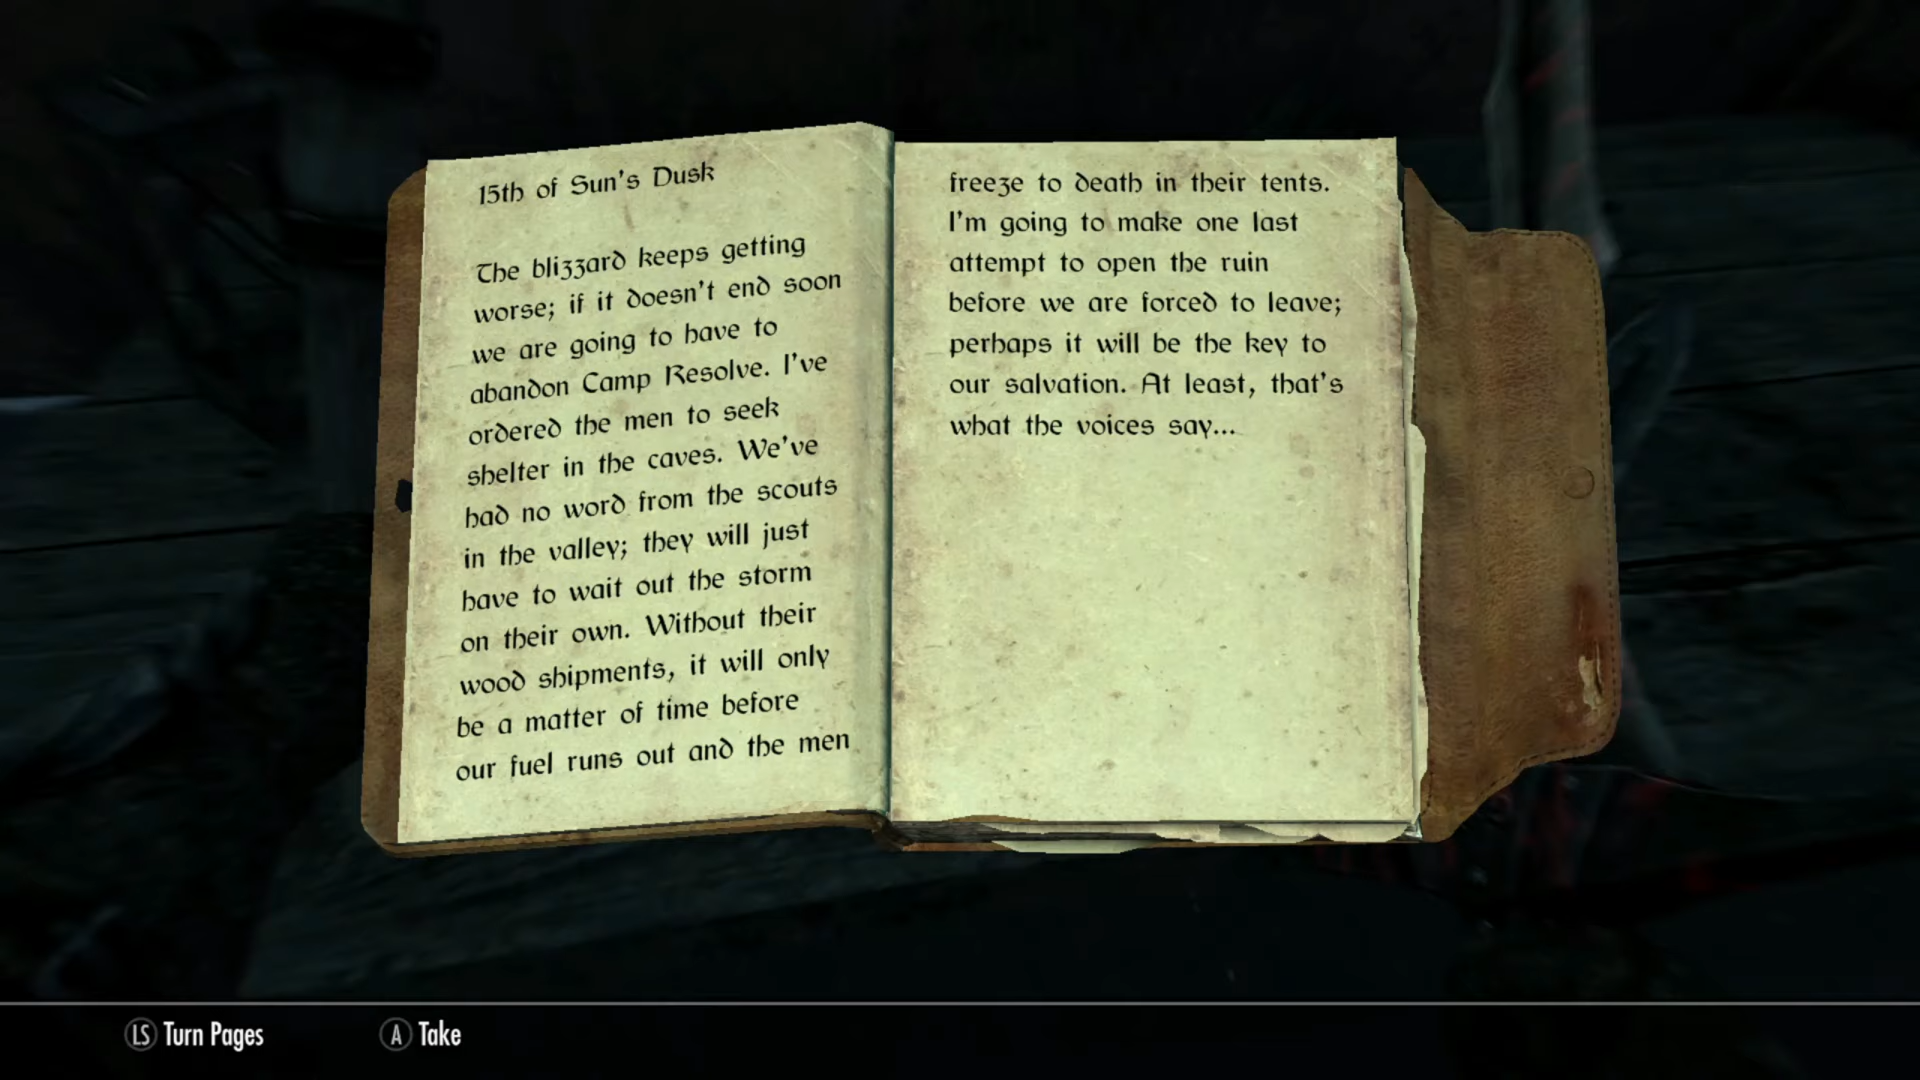 15th of Sun's Dusk
The blizzard keeps getting
worse; if it doesn't end soon
we are going to have to
abandon Camp Resolve. I've
ordered the men to seek
shelter in the caves. We've
had no word from the scouts
in the valley; they will just
have to wait out the storm
on their own. Without their
wood shipments, it will only
be a matter of time before
our fuel runs out and the men
freeze to death in their tents.
I'm going to make one last
attempt to open the ruin
before we are forced to leave;
perhaps it will be the key to
our salvation. At least, that's
what the voices say...
LS Turn Pages
A Take